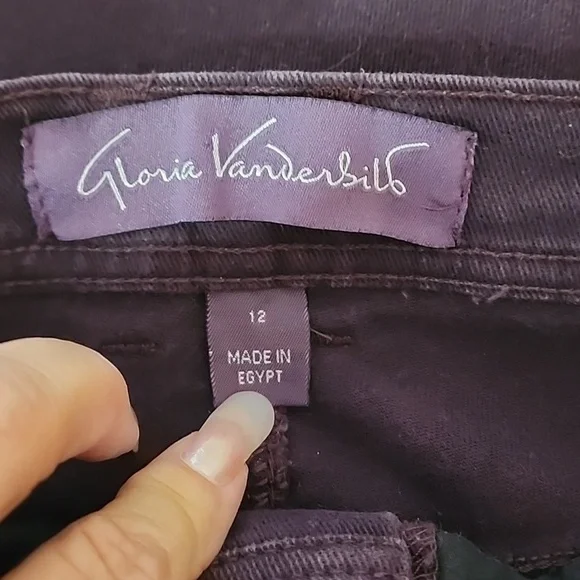 Gloria Vanderbilt
12
MADE IN
EGYPT